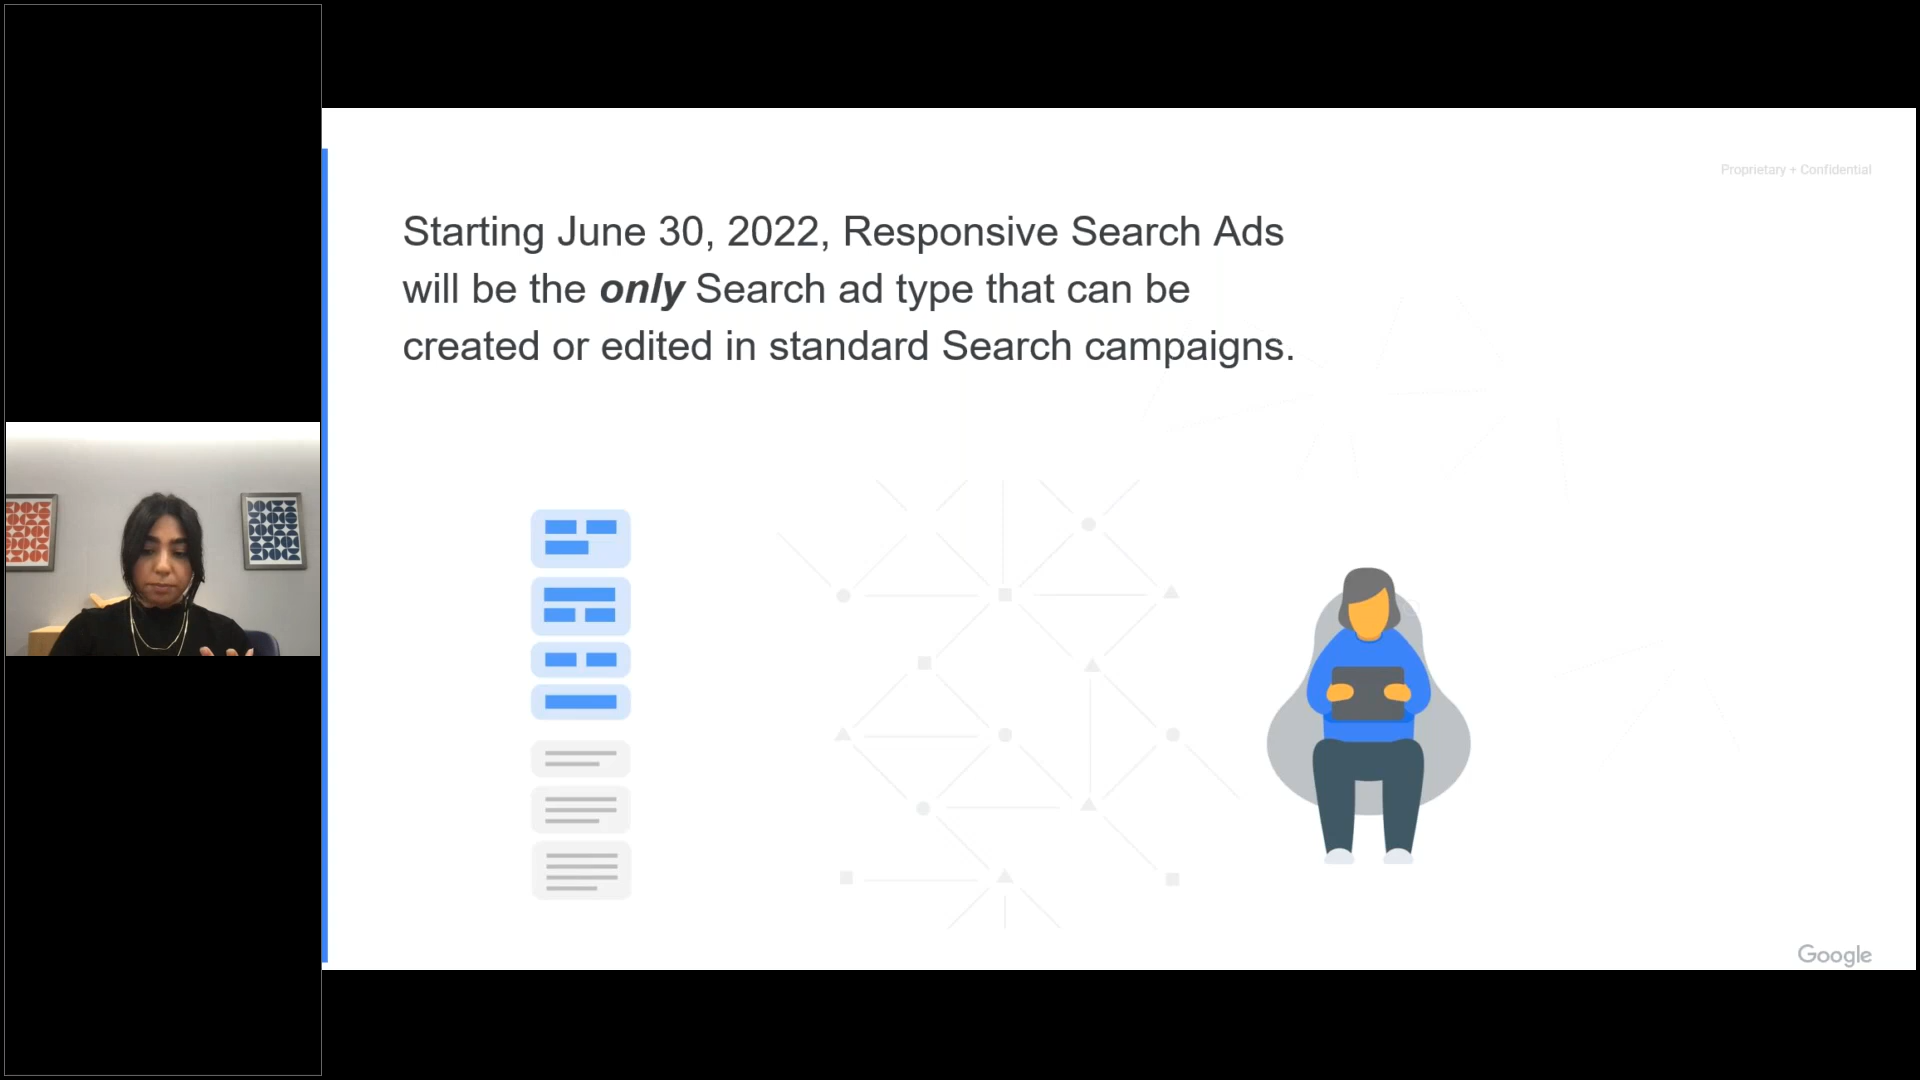 Proprietary + Confidential
Starting June 30, 2022, Responsive Search Ads
will be the only Search ad type that can be
created or edited in standard Search campaigns.
Google